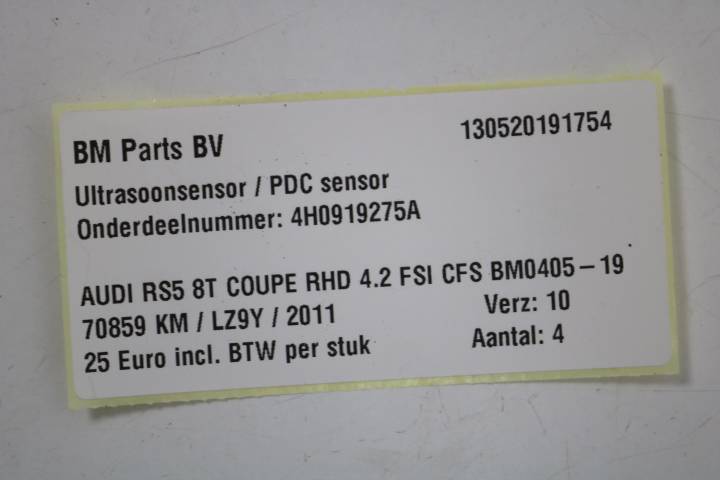 BM Parts BV
130520191754
Ultrasoonsensor / PDC sensor
Onderdeelnummer: 4H0919275A
AUDI RS5 8T COUPE RHD 4.2 FSI CFS BM0405-19
70859 KM / LZ9Y / 2011
Verz: 10
25 Euro incl. BTW per stuk
Aantal: 4